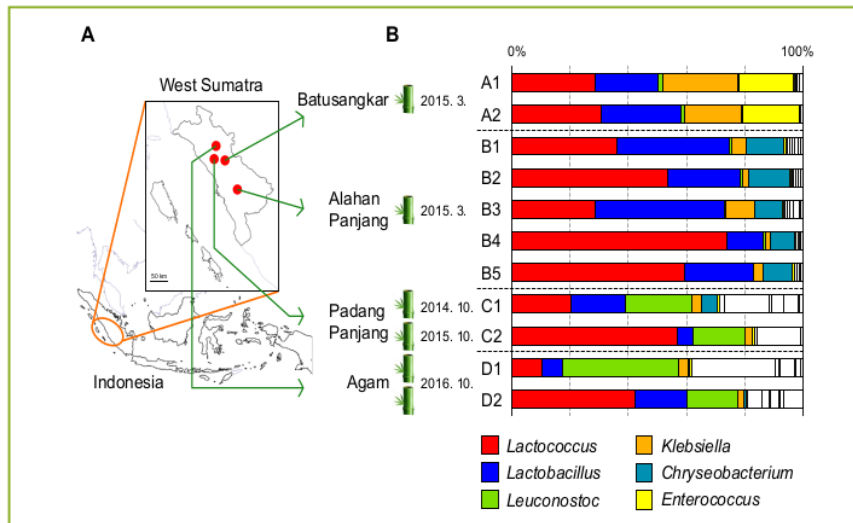 A
B
0%
100%
West Sumatra
Batusangkar
2015. 3.
Alahan
Panjang
2015. 3.
50 km
Padang
Panjang
2014. 10.
2015. 10.
Agam
2016. 10.
Indonesia
A1
A2
B1
B2
B3
B4
B5
C1
C2
D1
D2
Lactococcus
Lactobacillus
Leuconostoc
Klebsiella
Chryseobacterium
Enterococcus